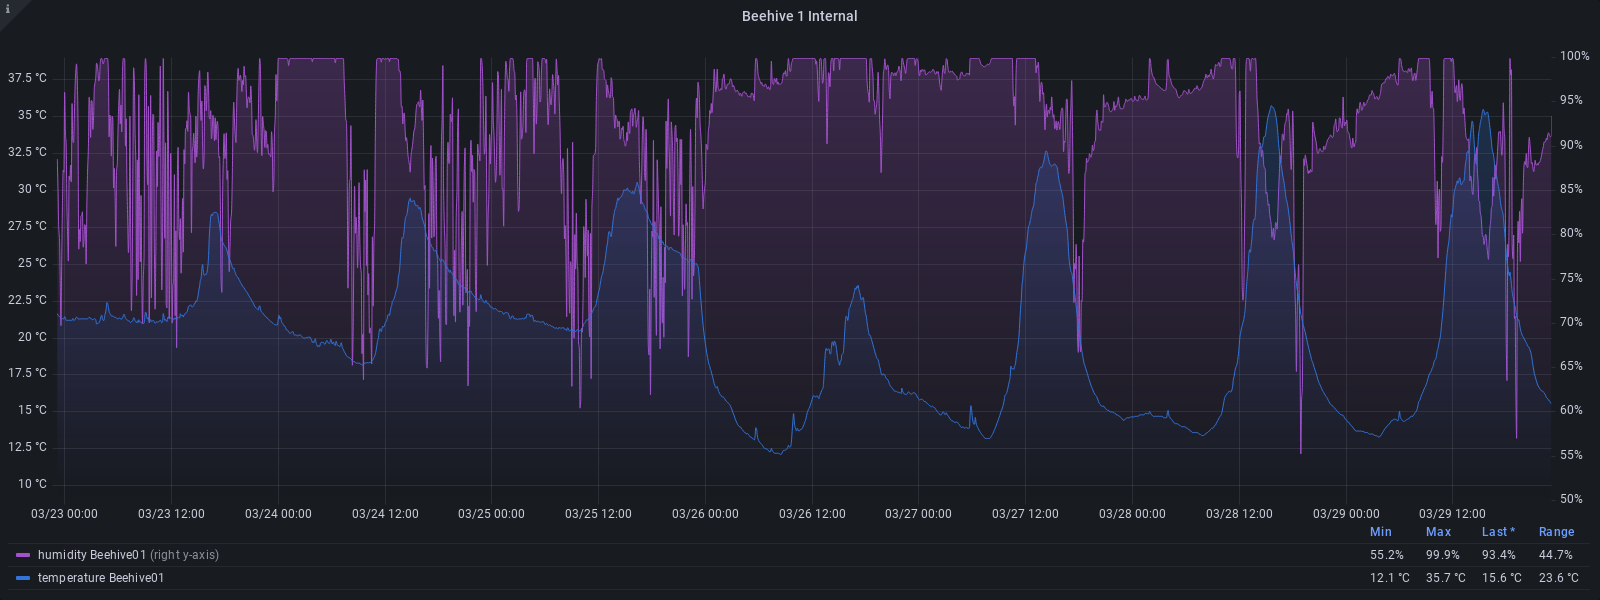 i
Beehive 1 Internal
37.5 °C
35 °C
32.5 °C
30 °C
27.5 °C
25 °C
22.5 °C
20 °C
17.5 °C
15 °C
12.5 °C
10 °C
100%
95%
90%
85%
80%
75%
70%
65%
60%
55%
50%
03/23 00:00 03/23 12:00 03/24 00:00 03/24 12:00 03/25 00:00 03/25 12:00 03/26 00:00 03/26 12:00 03/27 00:00 03/27 12:00 03/28 00:00 03/28 12:00 03/29 00:00 03/29 12:00
Min Max Last * Range
humidity Beehive01 (right y-axis) 55.2% 99.9% 93.4% 44.7%
temperature Beehive01 12.1 °C 35.7 °C 15.6 °C 23.6 °C